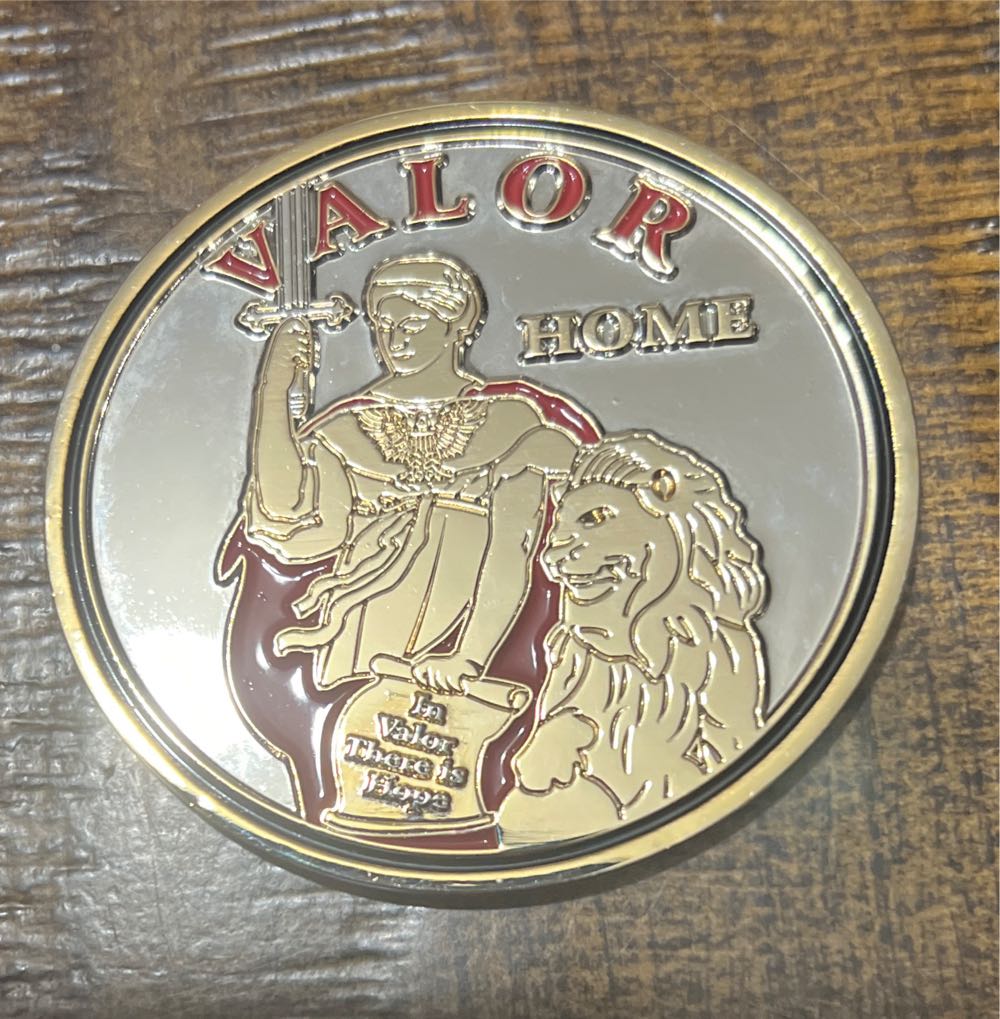 VALOR
HOME
In
Valor
There is
Hope